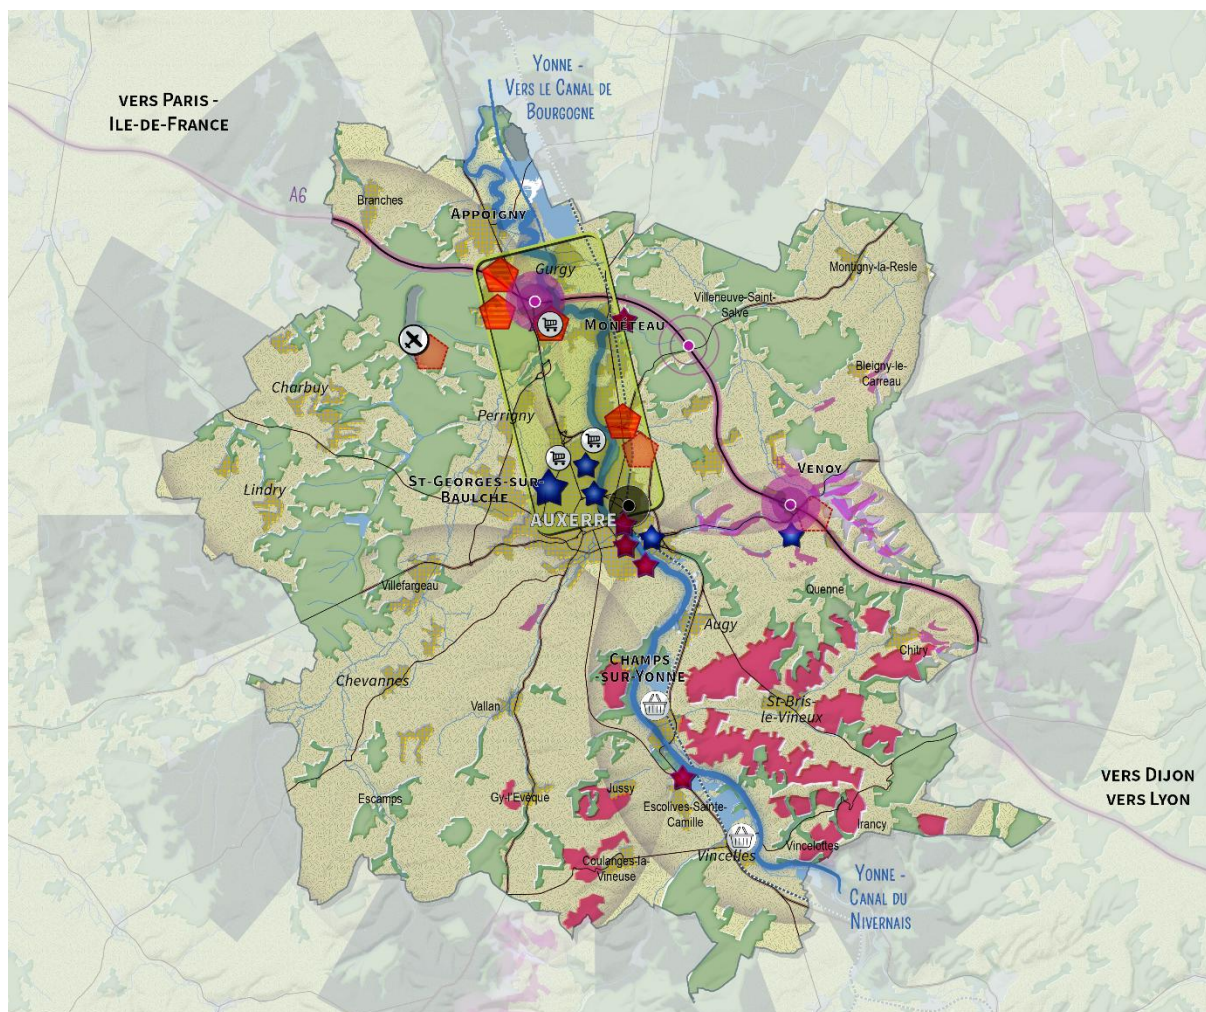 YONNE -
VERS LE CANAL DE
BOURGOGNE
VERS PARIS -
ILE-DE-FRANCE
A6
Branches
APPOIGNY
Gurgy
Montigny-la-Resle
Villeneuve-Saint-
Salve
MONÉTEAU
Bleigny-le-
Carreau
Charbuy
Perrigny
VENOY
ST-GEORGES-SUR-
BAULCHE
Lindry
AUXERRE
Villefargeau
Quenne
Augy
Chitry
CHAMPS
-SUR-YONNE
Chevannes
Vallan
St-Bris-
le-Vineux
VERS DIJON
VERS LYON
Escamps
Gy-l'Evêque
Jussy
Escolives-Sainte-
Camille
Irancy
Vincelottes
Vincelles
Coulanges-la-
Vineuse
YONNE -
CANAL DU
NIVERNAIS